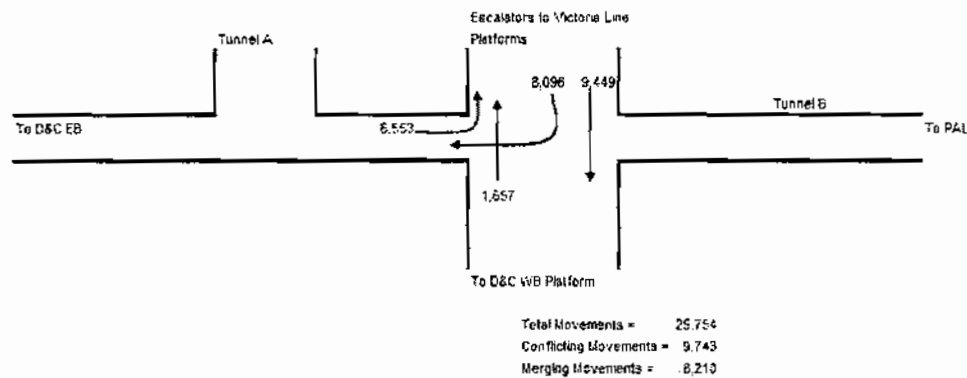 Escalators to Victoria Line
Platforms
Tunnel A
8,096 9,449
Tunnel B
To D&C EB
6,553
To PAL
1,657
To D&C WB Platform
Total Movements = 25,754
Conflicting Movements = 9,743
Merging Movements = 8,210